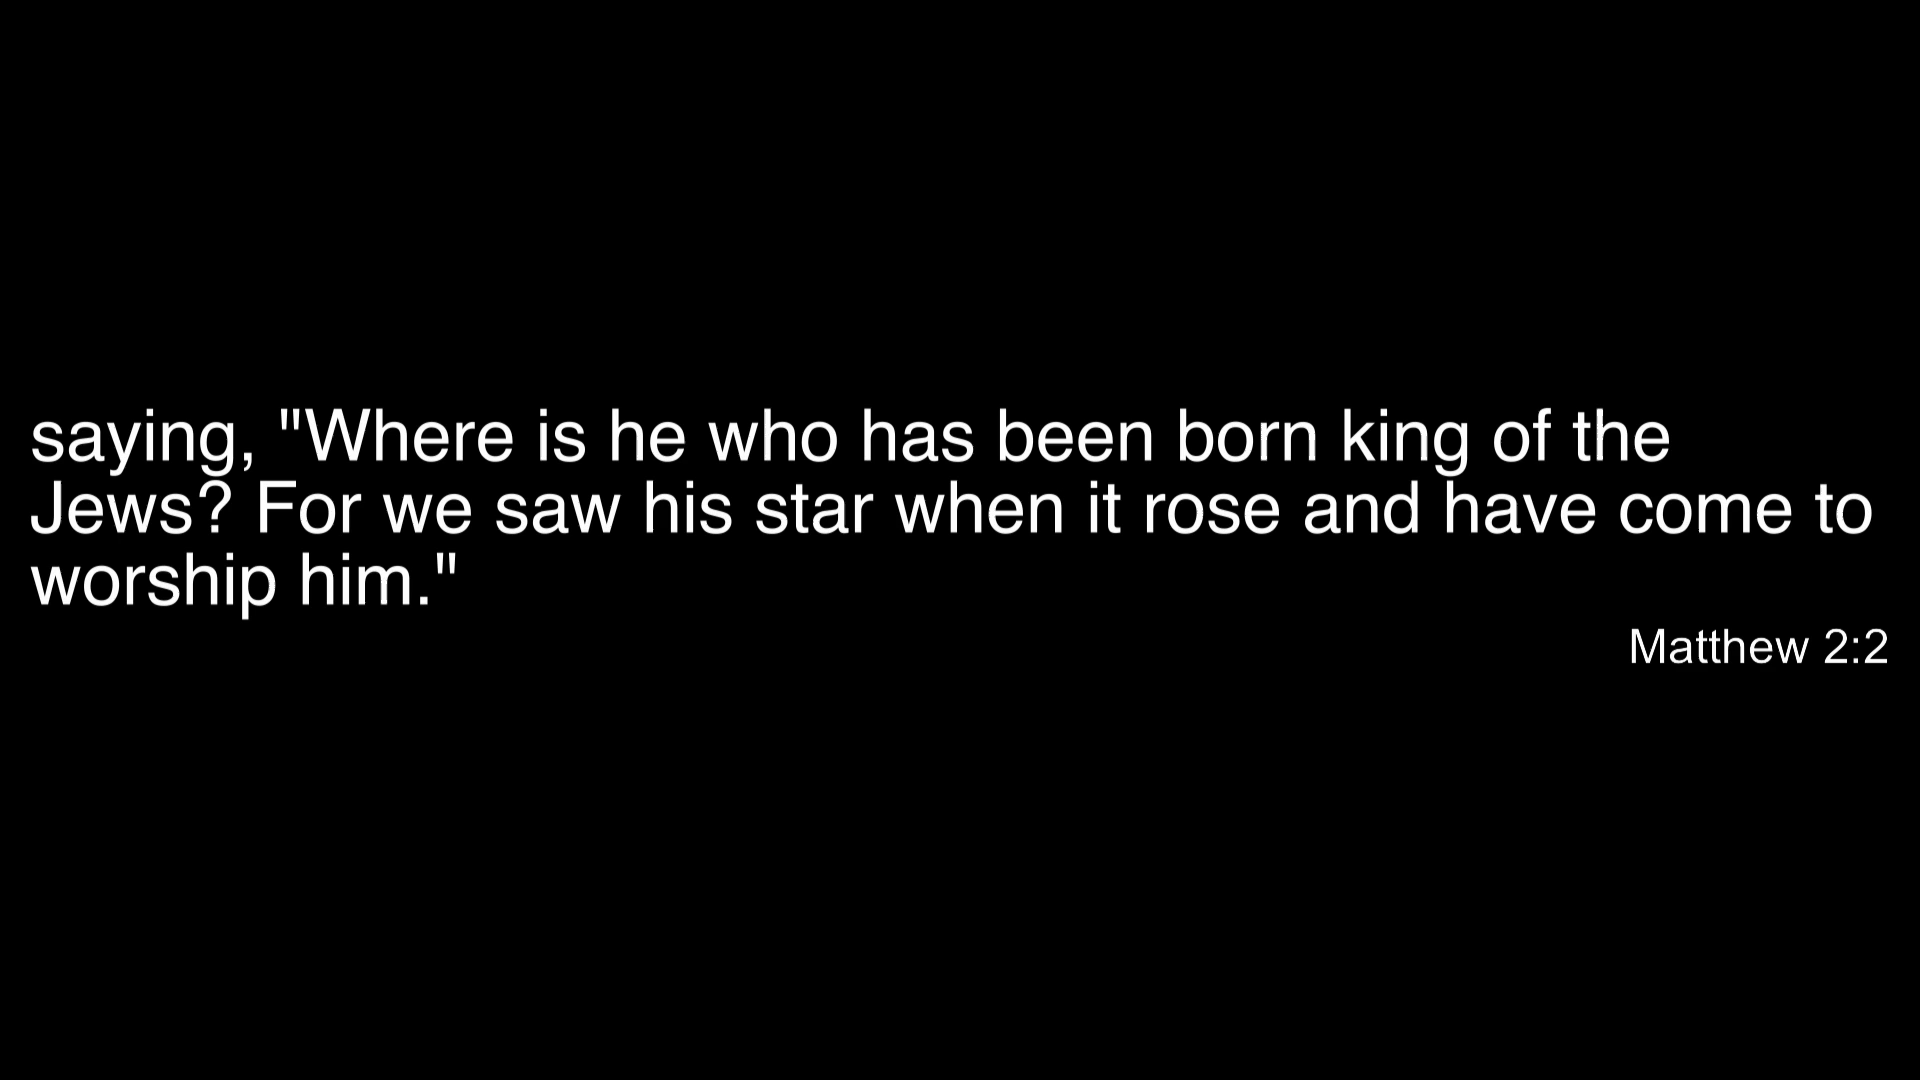 saying, "Where is he who has been born king of the
Jews? For we saw his star when it rose and have come to
worship him."
Matthew 2:2